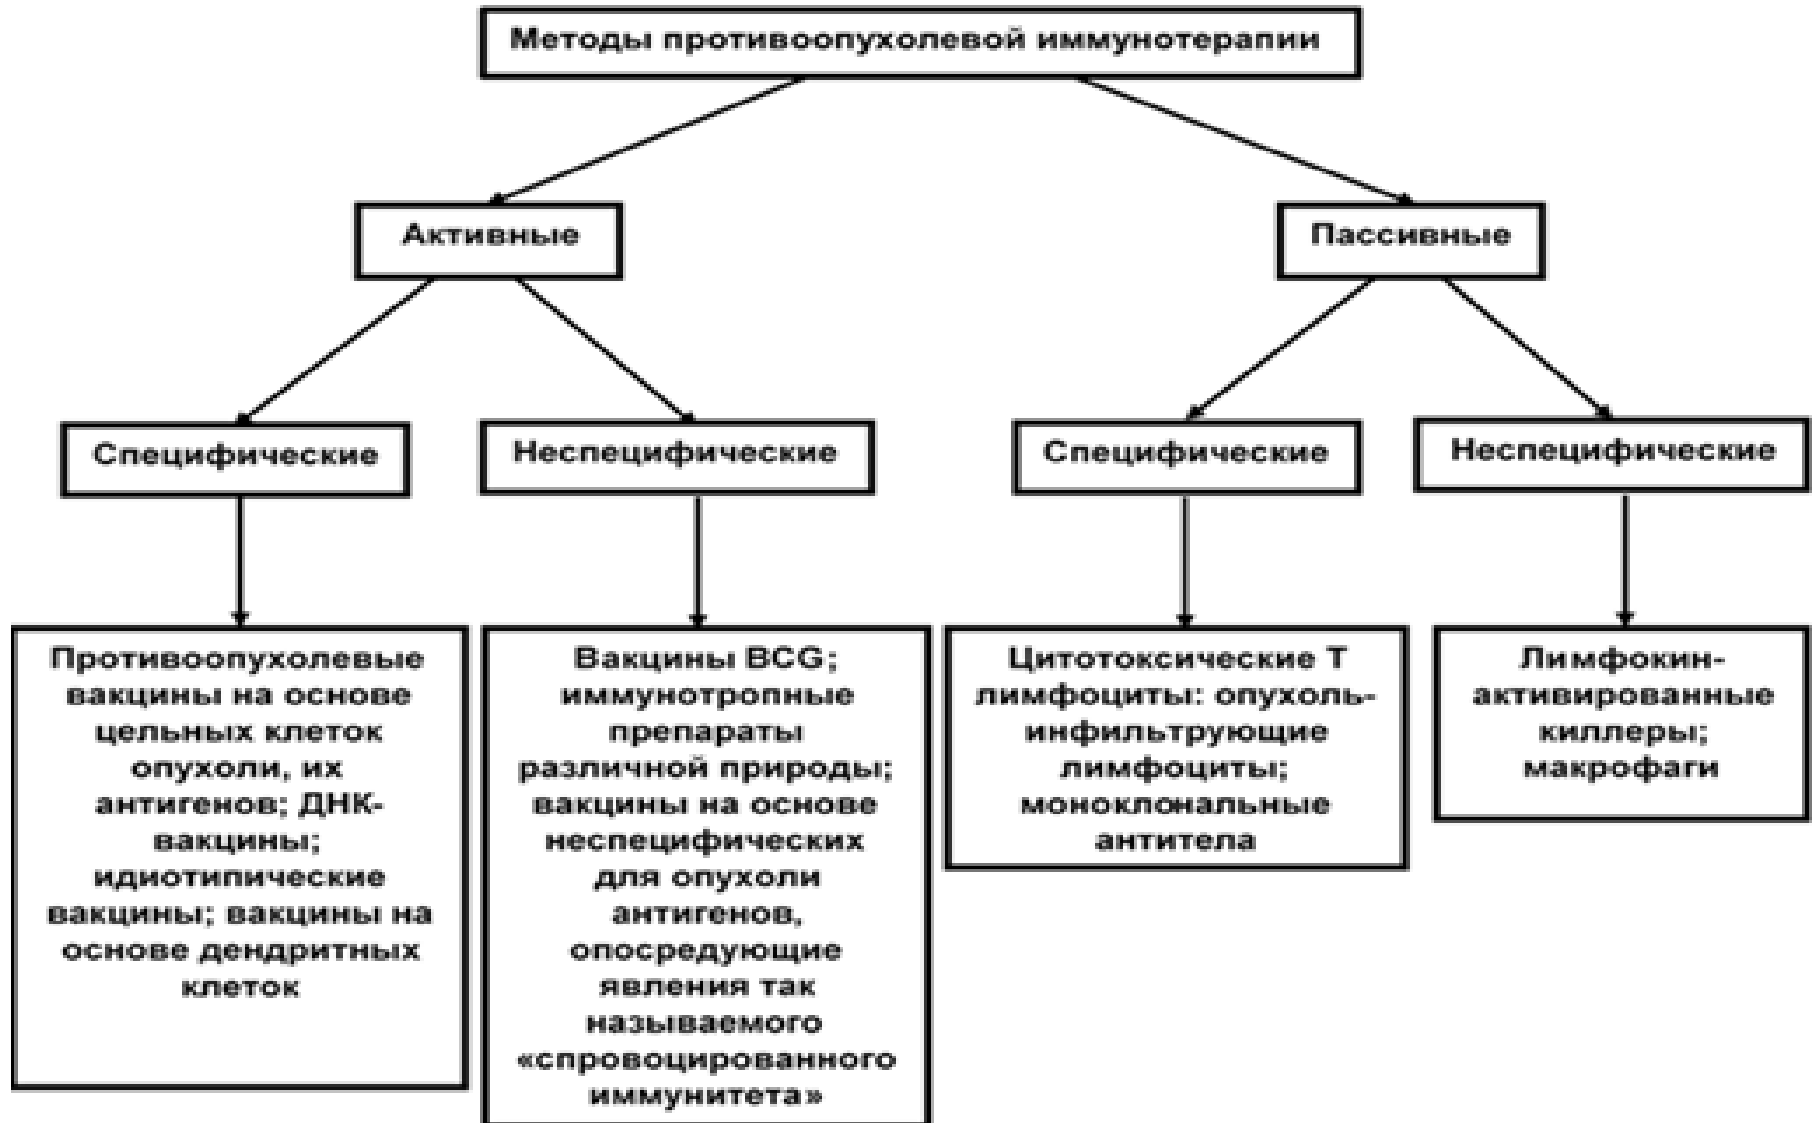 Методы противоопухолевой иммунотерапии
Активные
Пассивные
Специфические
Неспецифические
Специфические
Неспецифические
Противоопухолевые
вакцины на основе
цельных клеток
опухоли, их
антигенов; ДНК-
вакцины;
идиотипические
вакцины; вакцины на
основе дендритных
клеток
Вакцины BCG;
иммунотропные
препараты
различной природы;
вакцины на основе
неспецифических
для опухоли
антигенов,
опосредующие
явления так
называемого
«спровоцированного
иммунитета»
Цитотоксические Т
лимфоциты: опухоль-
инфильтрующие
лимфоциты;
моноклональные
антитела
Лимфокин-
активированные
киллеры;
макрофаги